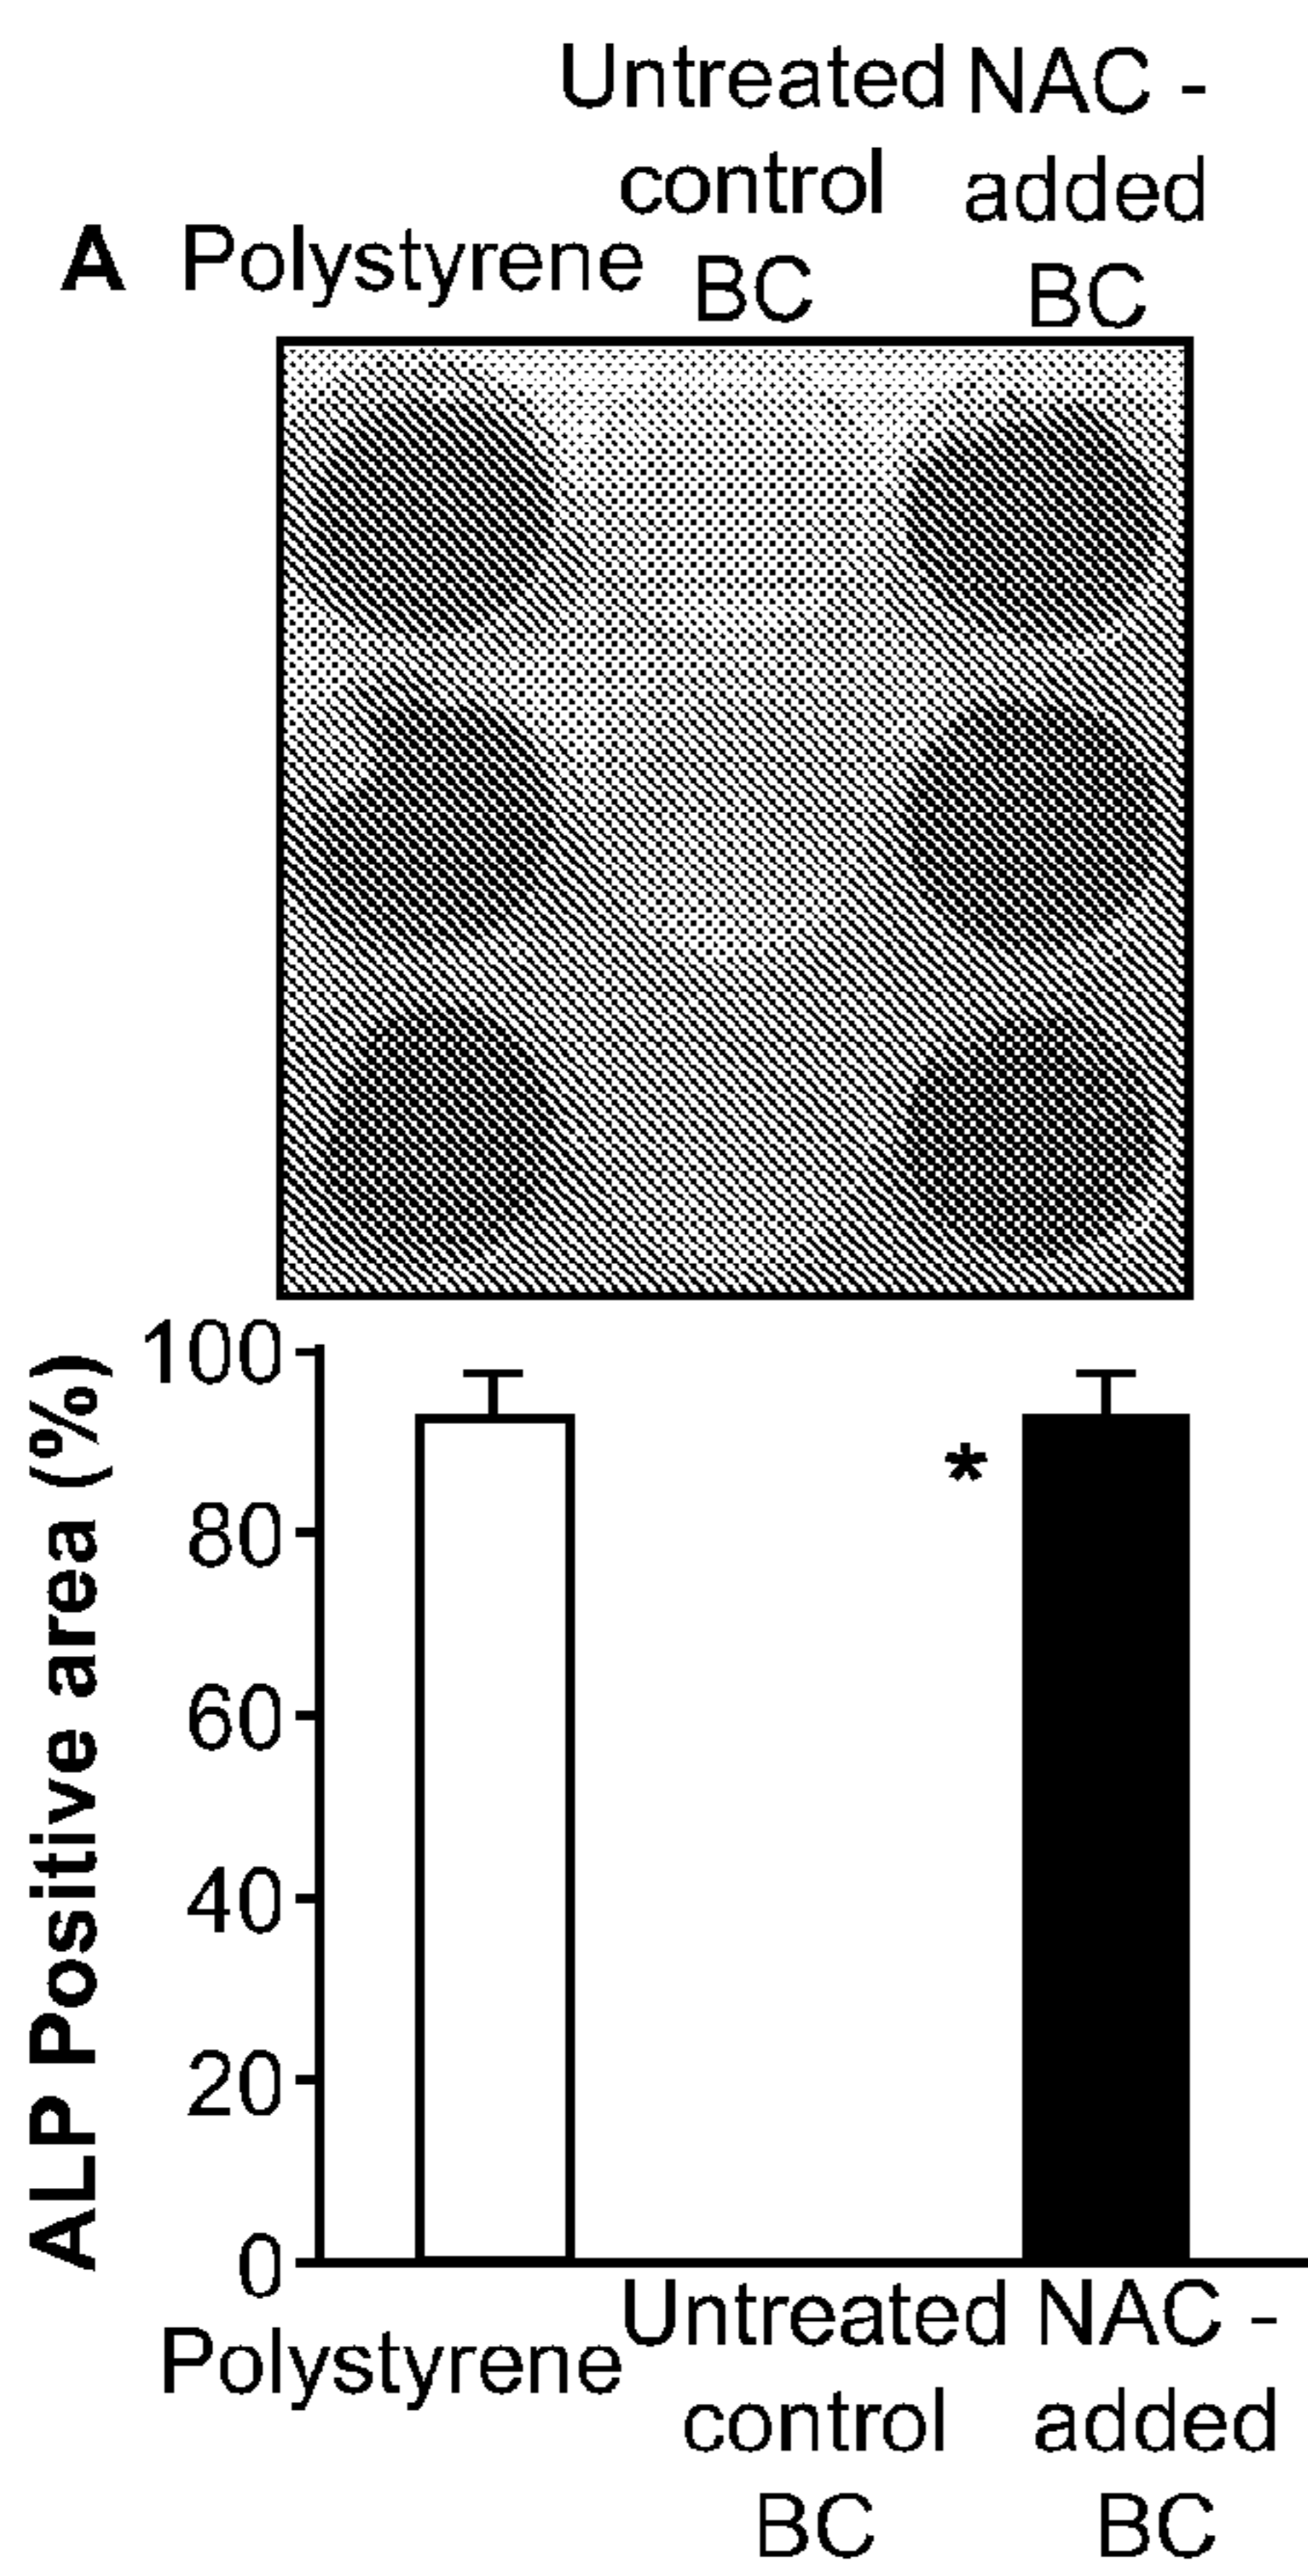 Untreated NAC -
control added
A Polystyrene BC BC
100
*
80
60
40
20
0
ALP Positive area (%)
Polystyrene Untreated NAC -
control added
BC BC